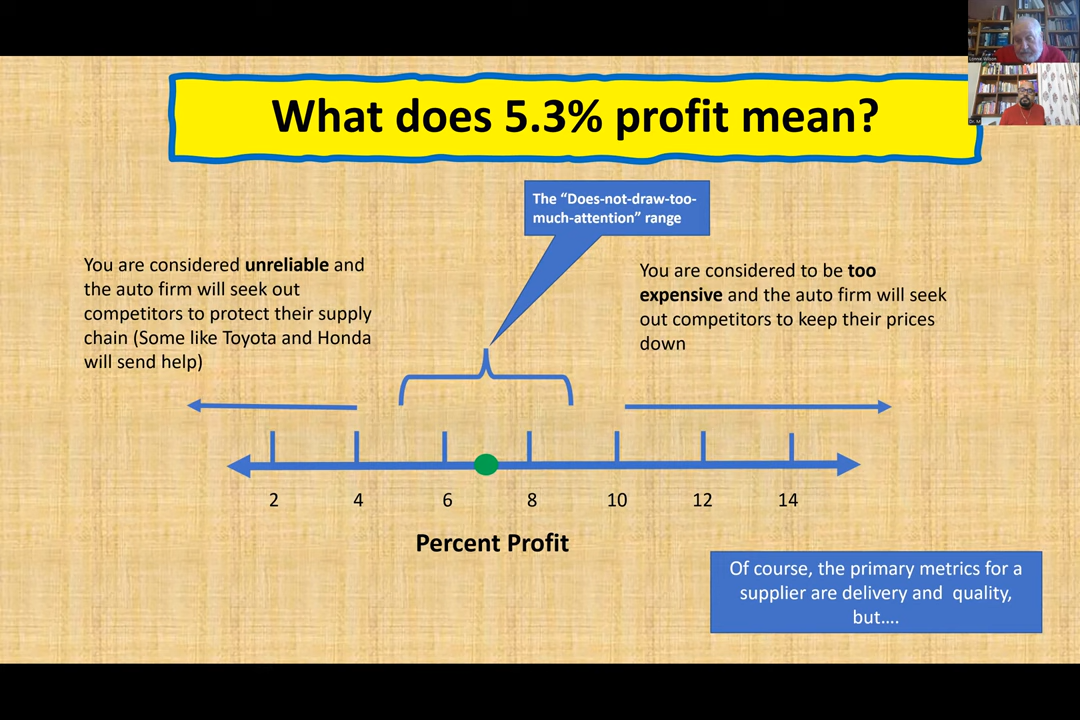 What does 5.3% profit mean?
Lonnie Wilson
Dr. M
The “Does-not-draw-too-
much-attention” range
You are considered unreliable and
the auto firm will seek out
competitors to protect their supply
chain (Some like Toyota and Honda
will send help)
You are considered to be too
expensive and the auto firm will seek
out competitors to keep their prices
down
2 4 6 8 10 12 14
Percent Profit
Of course, the primary metrics for a
supplier are delivery and quality,
but....